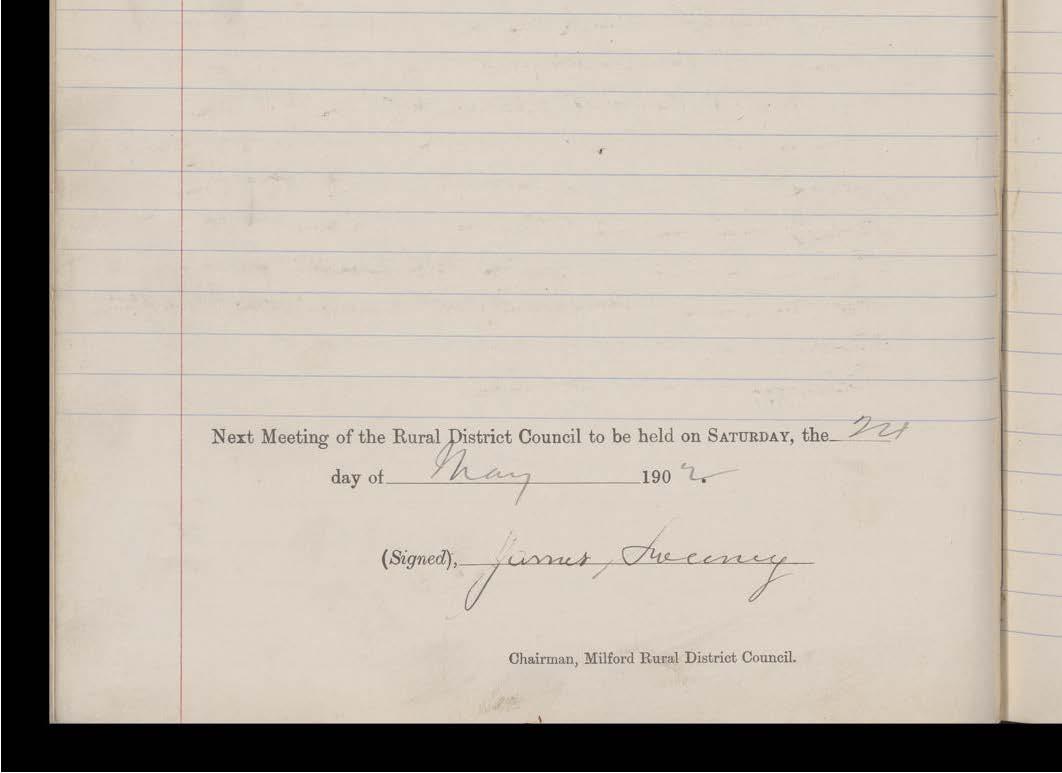 Next Meeting of the Rural District Council to be held on SATURDAY, the 24
day of May 1902.
(Signed), James Sweeney
Chairman, Milford Rural District Council.